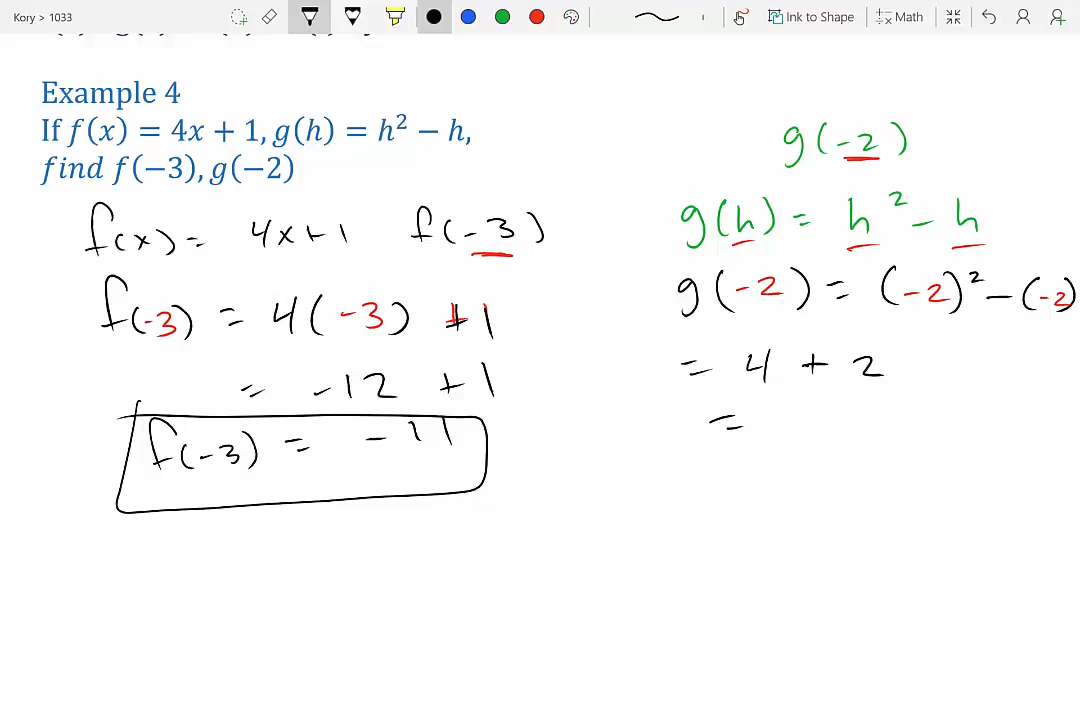 Kory > 1033
Ink to Shape
Math
Example 4
If f(x) = 4x + 1, g(h) = h² − h,
find f(−3), g(−2)
f(x) = 4x+1 f(-3)
f(-3) = 4(-3) +1
= -12 +1
f(-3) = -11
g(-2)
g(h) = h² - h
g(-2) = (-2)² - (-2)
= 4 + 2
=